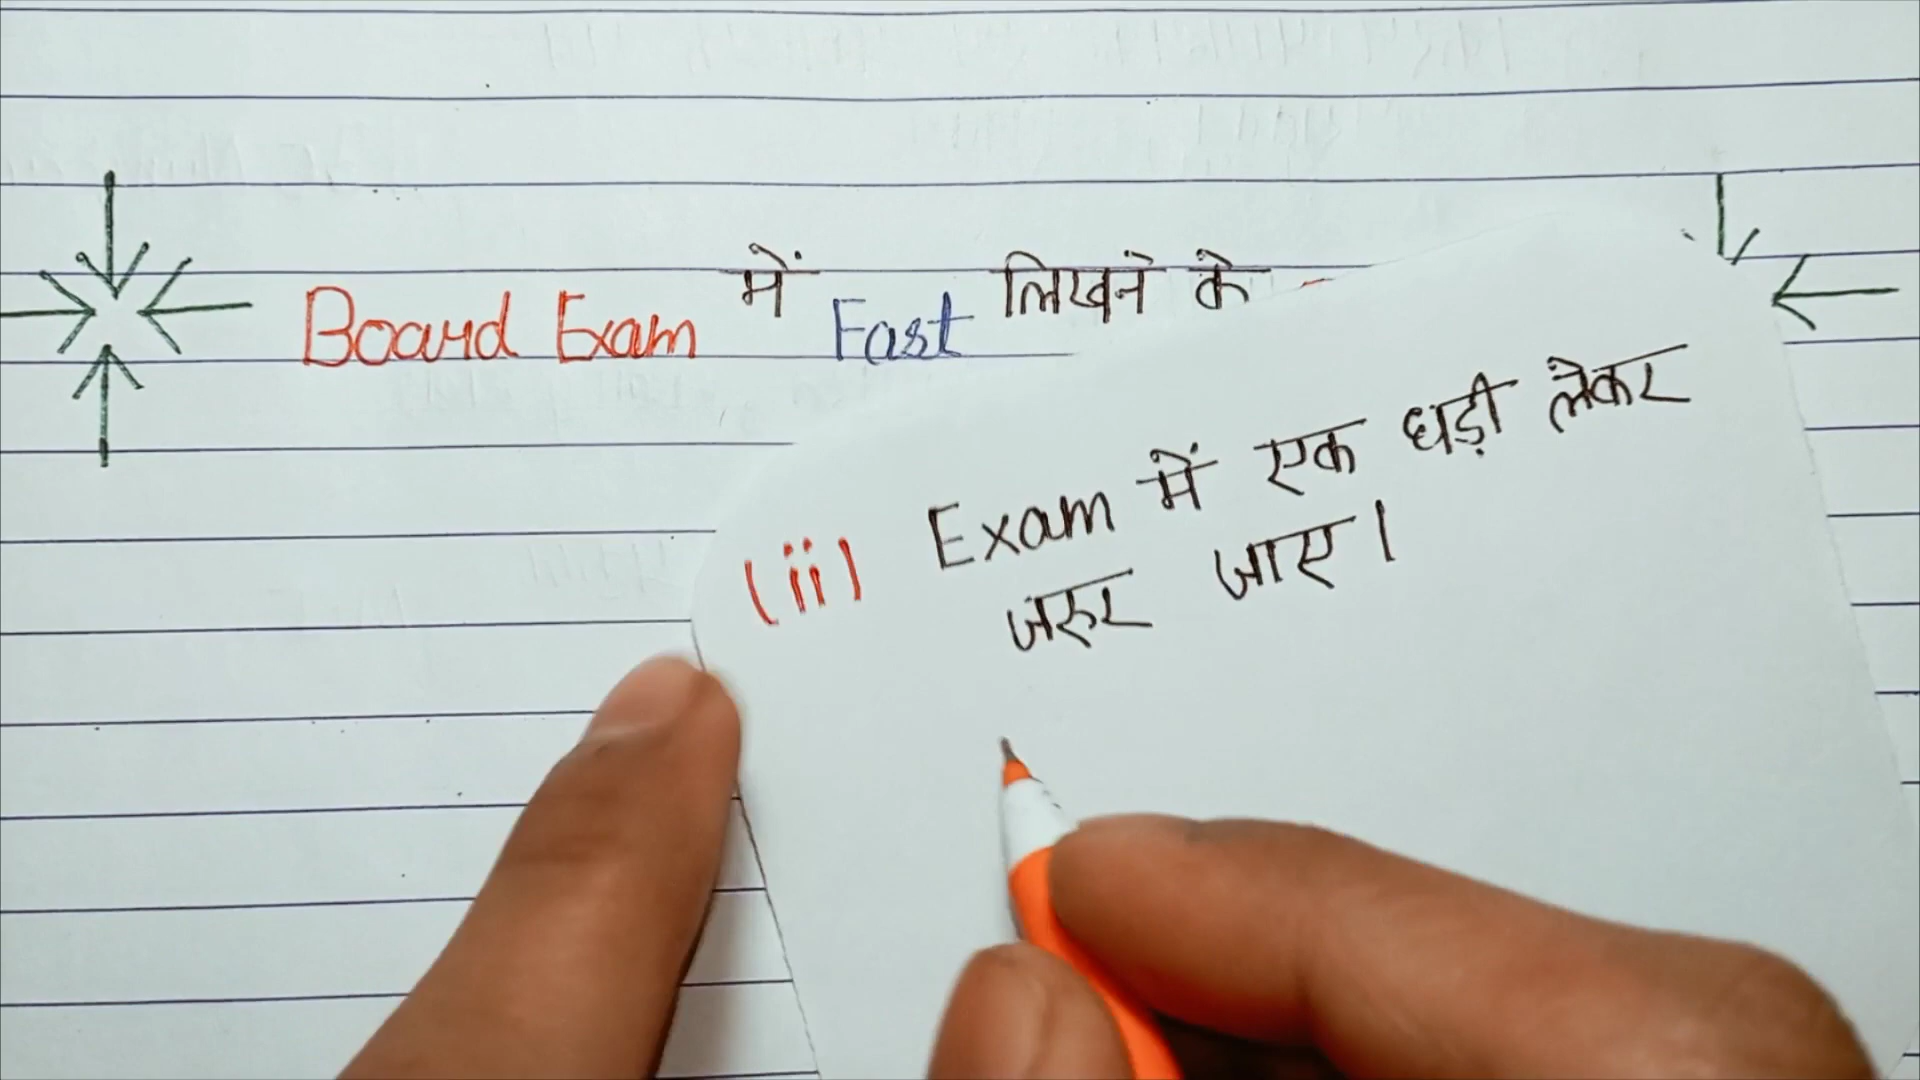 Board Exam में Fast लिखने के
(ii) Exam में एक घड़ी लेकर
जरुर जाए।